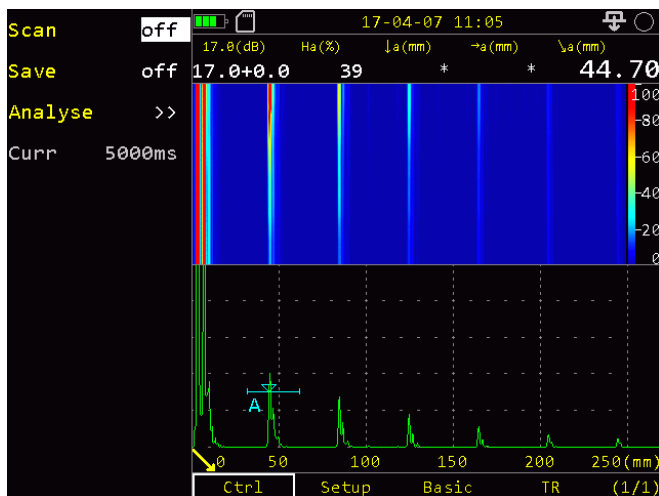 17-04-07 11:05
Scan off
17.0(dB) Ha(%) ↓a(mm) →a(mm) ↘a(mm)
Save off
17.0+0.0 39 * * 44.70
Analyse >>
Curr 5000ms
100
80
60
40
20
0
A
0 50 100 150 200 250(mm)
Ctrl Setup Basic TR (1/1)